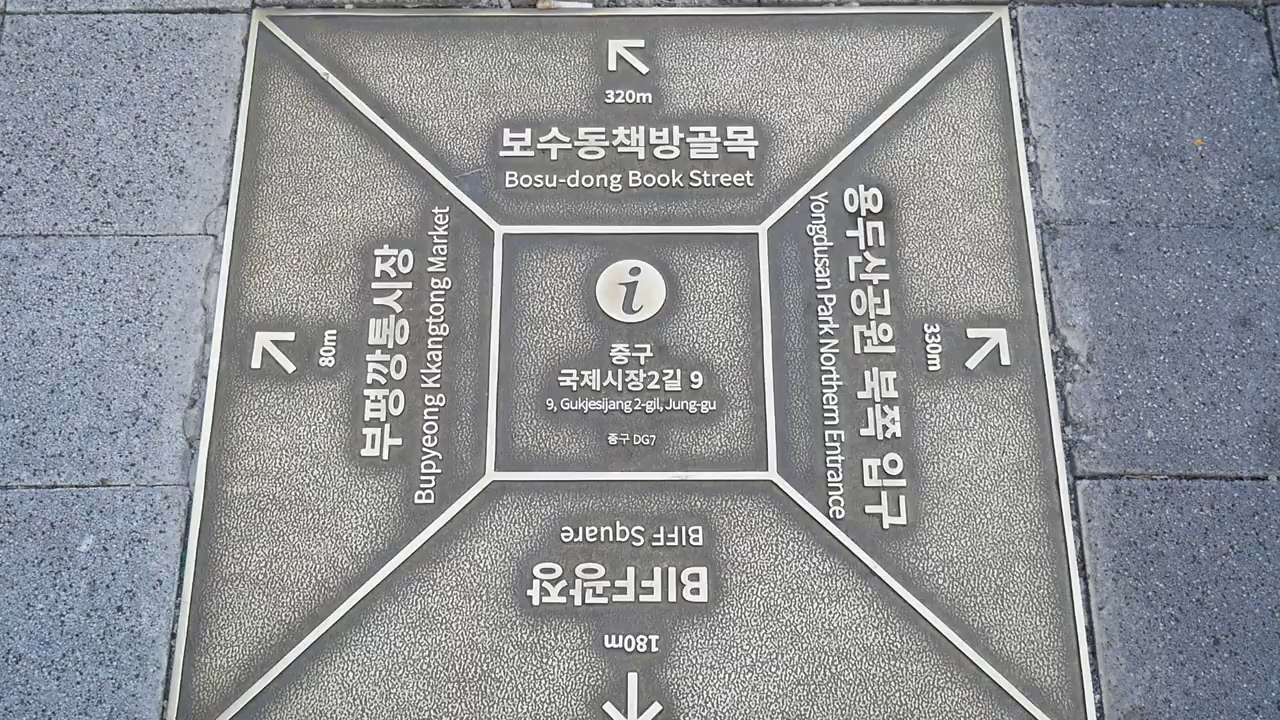 320m
보수동책방골목
Bosu-dong Book Street
80m
부평깡통시장
Bupyeong Kkangtong Market
i
중구
국제시장2길 9
9, Gukjesijang 2-gil, Jung-gu
중구 DG7
330m
용두산공원 북쪽 입구
Yongdusan Park Northern Entrance
180m
BIFF광장
BIFF Square